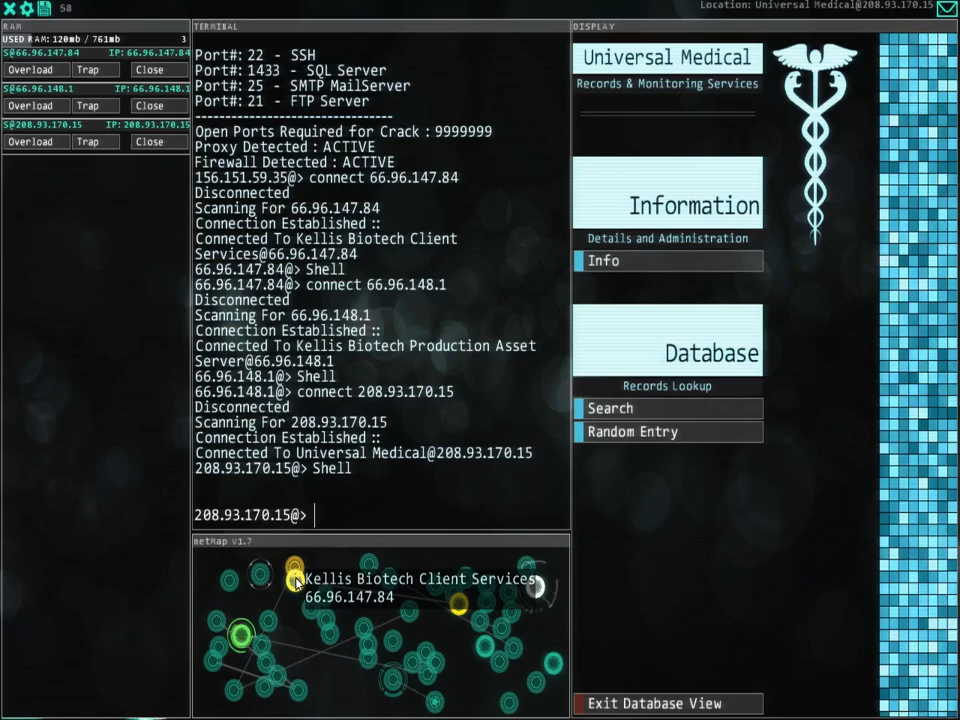 58
Location: Universal Medical@208.93.170.15
RAM
USED RAM: 120mb / 761mb 3
S@66.96.147.84 IP: 66.96.147.84
Overload Trap Close
S@66.96.148.1 IP: 66.96.148.1
Overload Trap Close
S@208.93.170.15 IP: 208.93.170.15
Overload Trap Close
TERMINAL
Port#: 22 - SSH
Port#: 1433 - SQL Server
Port#: 25 - SMTP MailServer
Port#: 21 - FTP Server
---------------------------------
Open Ports Required for Crack : 9999999
Proxy Detected : ACTIVE
Firewall Detected : ACTIVE
156.151.59.35@> connect 66.96.147.84
Disconnected
Scanning For 66.96.147.84
Connection Established ::
Connected To Kellis Biotech Client
Services@66.96.147.84
66.96.147.84@> Shell
66.96.147.84@> connect 66.96.148.1
Disconnected
Scanning For 66.96.148.1
Connection Established ::
Connected To Kellis Biotech Production Asset
Server@66.96.148.1
66.96.148.1@> Shell
66.96.148.1@> connect 208.93.170.15
Disconnected
Scanning For 208.93.170.15
Connection Established ::
Connected To Universal Medical@208.93.170.15
208.93.170.15@> Shell
208.93.170.15@>
netMap v1.7
Kellis Biotech Client Services
66.96.147.84
DISPLAY
Universal Medical
Records & Monitoring Services
Information
Details and Administration
Info
Database
Records Lookup
Search
Random Entry
Exit Database View